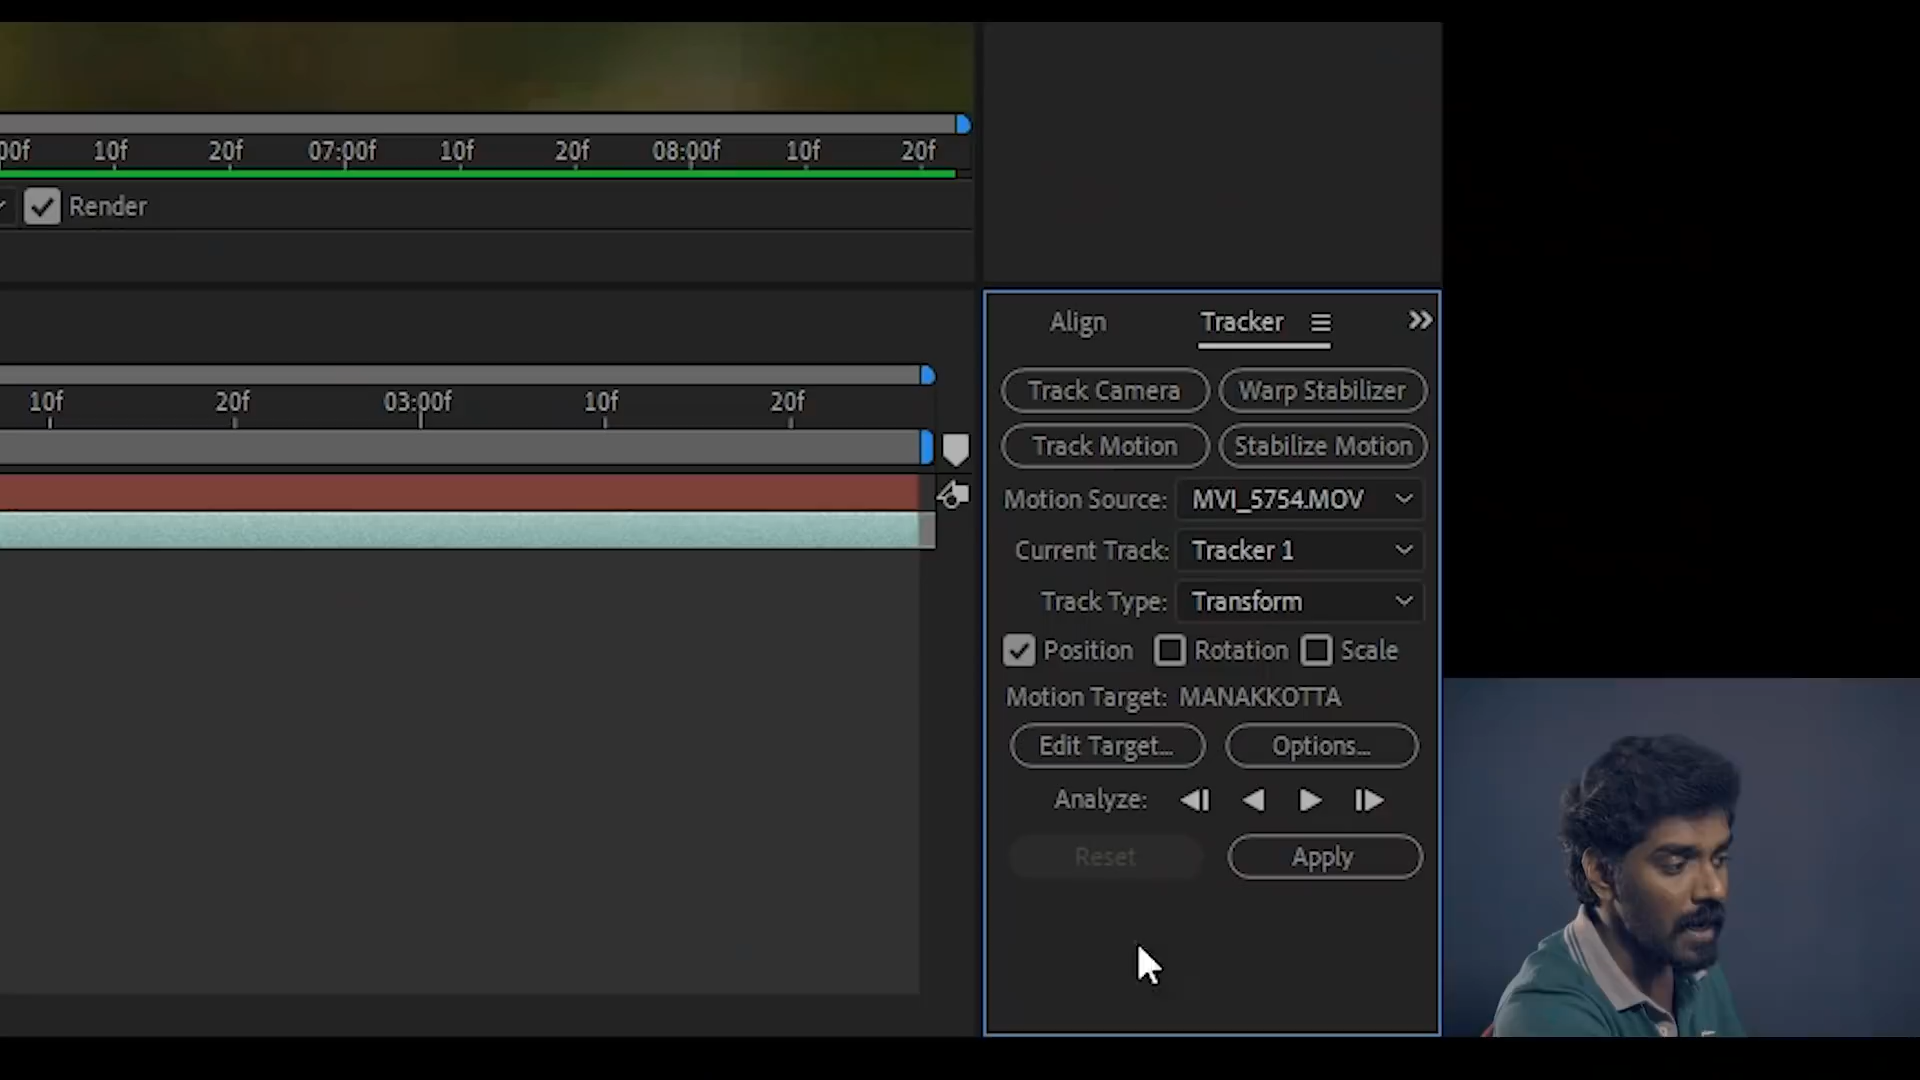 00f 10f 20f 07:00f 10f 20f 08:00f 10f 20f
Render
Align Tracker
10f 20f 03:00f 10f 20f
Track Camera Warp Stabilizer
Track Motion Stabilize Motion
Motion Source: MVI_5754.MOV
Current Track: Tracker 1
Track Type: Transform
Position Rotation Scale
Motion Target: MANAKKOTTA
Edit Target... Options...
Analyze:
Reset Apply